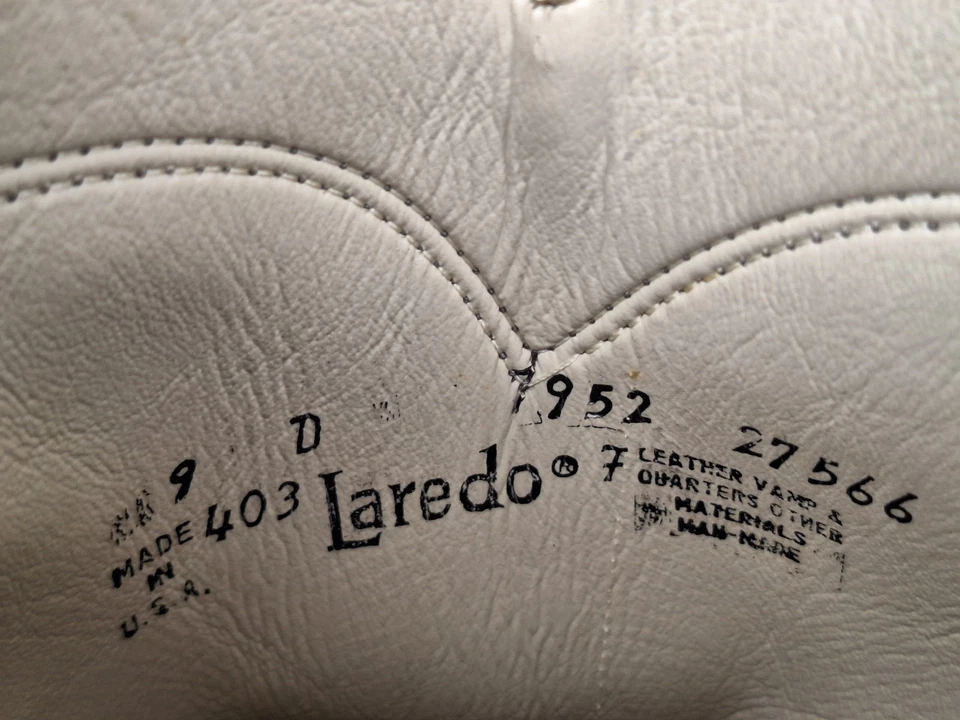 9 D 7952 27566
MADE
IN
U.S.A.
403 Laredo® 7
LEATHER VAMP &
QUARTERS OTHER
MATERIALS
MAN-MADE